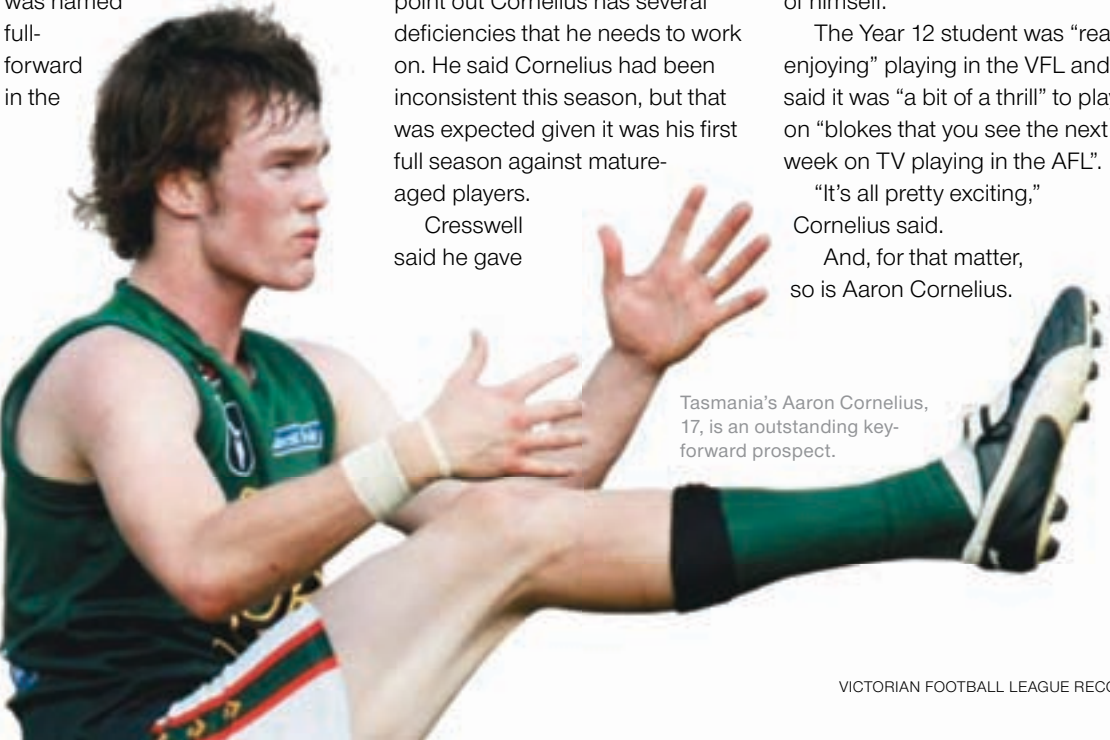 was named
full-
forward
in the
point out Cornelius has several
deficiencies that he needs to work
on. He said Cornelius had been
inconsistent this season, but that
was expected given it was his first
full season against mature-
aged players.
Cresswell
said he gave
of himself.
The Year 12 student was “rea
enjoying” playing in the VFL and
said it was “a bit of a thrill” to play
on “blokes that you see the next
week on TV playing in the AFL”.
“It’s all pretty exciting,”
Cornelius said.
And, for that matter,
so is Aaron Cornelius.
Tasmania’s Aaron Cornelius,
17, is an outstanding key-
forward prospect.
VICTORIAN FOOTBALL LEAGUE RECO